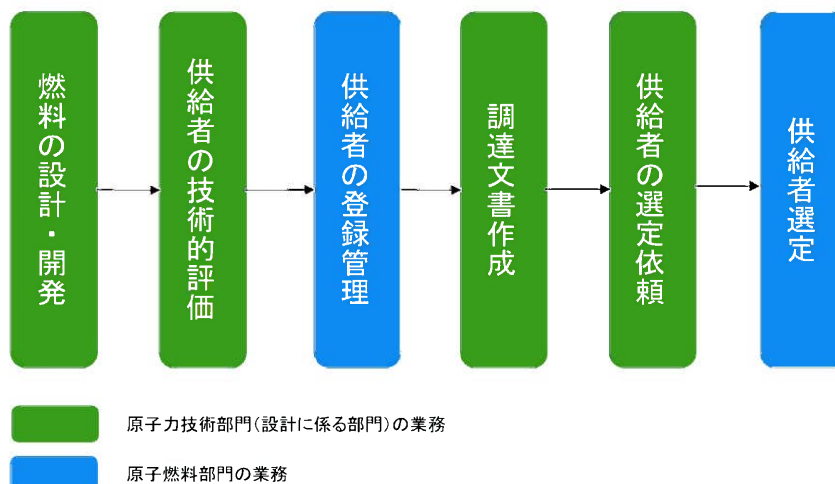 燃料の設計・開発
供給者の技術的評価
供給者の登録管理
調達文書作成
供給者の選定依頼
供給者選定
原子力技術部門(設計に係る部門)の業務
原子燃料部門の業務